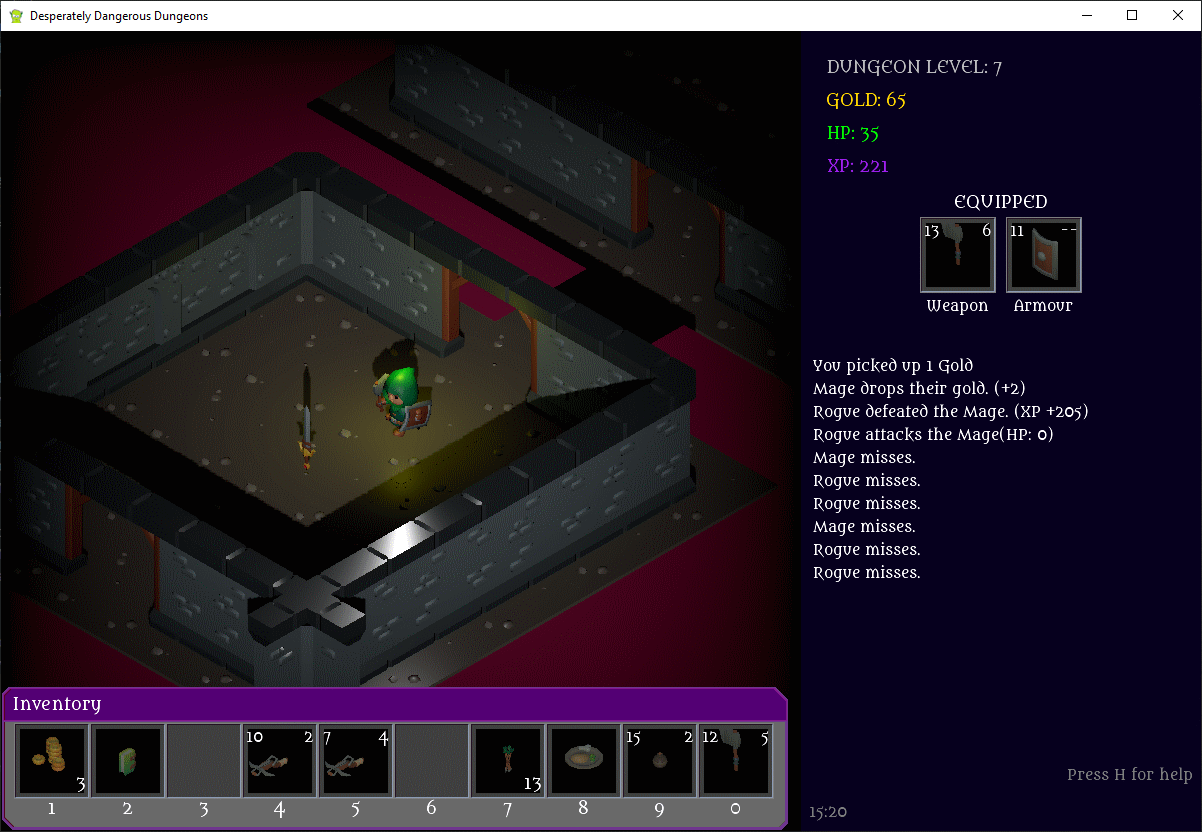 Desperately Dangerous Dungeons
DUNGEON LEVEL: 7
GOLD: 65
HP: 35
XP: 221
EQUIPPED
13 6 11 --
Weapon Armour
You picked up 1 Gold
Mage drops their gold. (+2)
Rogue defeated the Mage. (XP +205)
Rogue attacks the Mage(HP: 0)
Mage misses.
Rogue misses.
Rogue misses.
Mage misses.
Rogue misses.
Rogue misses.
Inventory
10 2 7 4 15 2 12 5
3 13
1 2 3 4 5 6 7 8 9 0
Press H for help
15:20